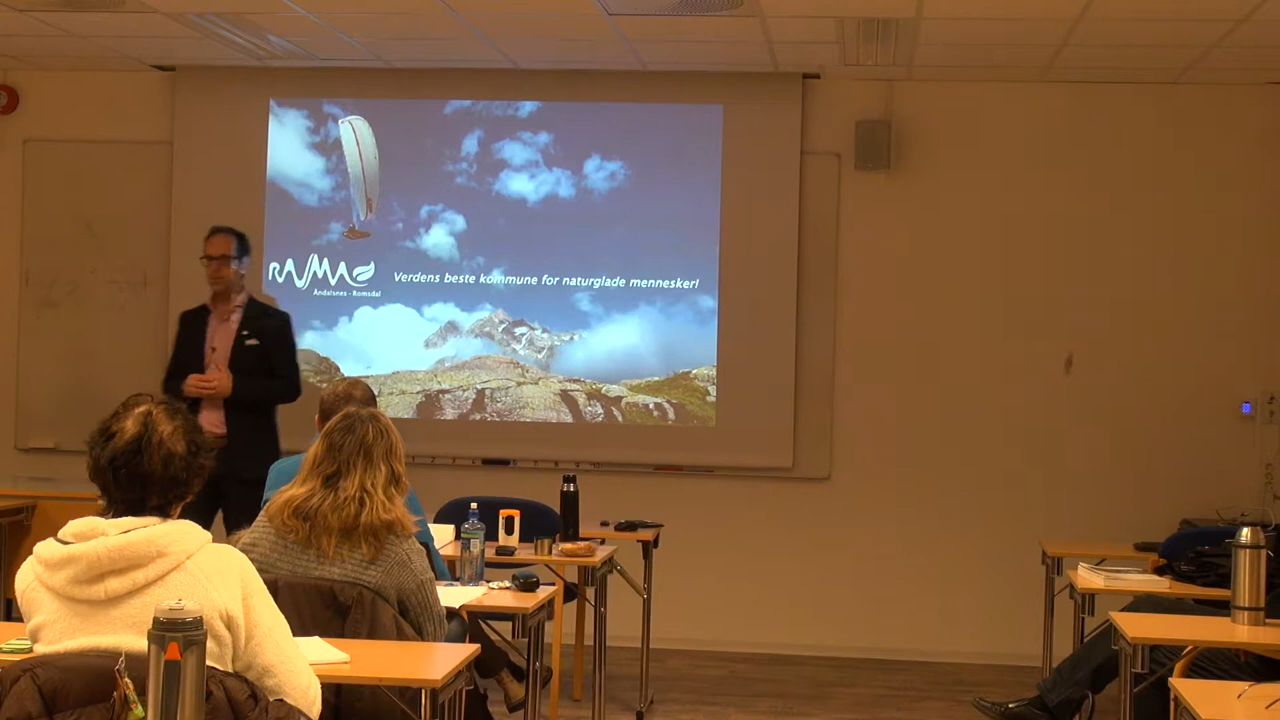 RAUMA
Åndalsnes - Romsdal
Verdens beste kommune for naturglade mennesker!